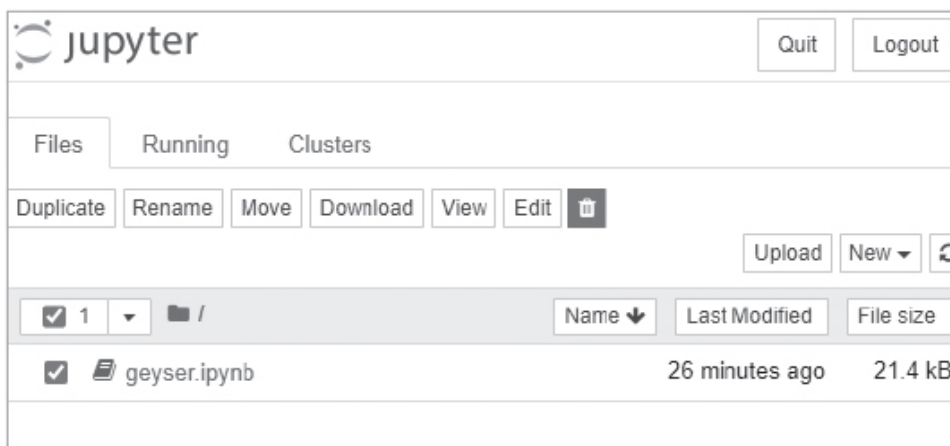 jupyter Quit Logout
Files Running Clusters
Duplicate Rename Move Download View Edit
Upload New
1 / Name Last Modified File size
geyser.ipynb 26 minutes ago 21.4 kB